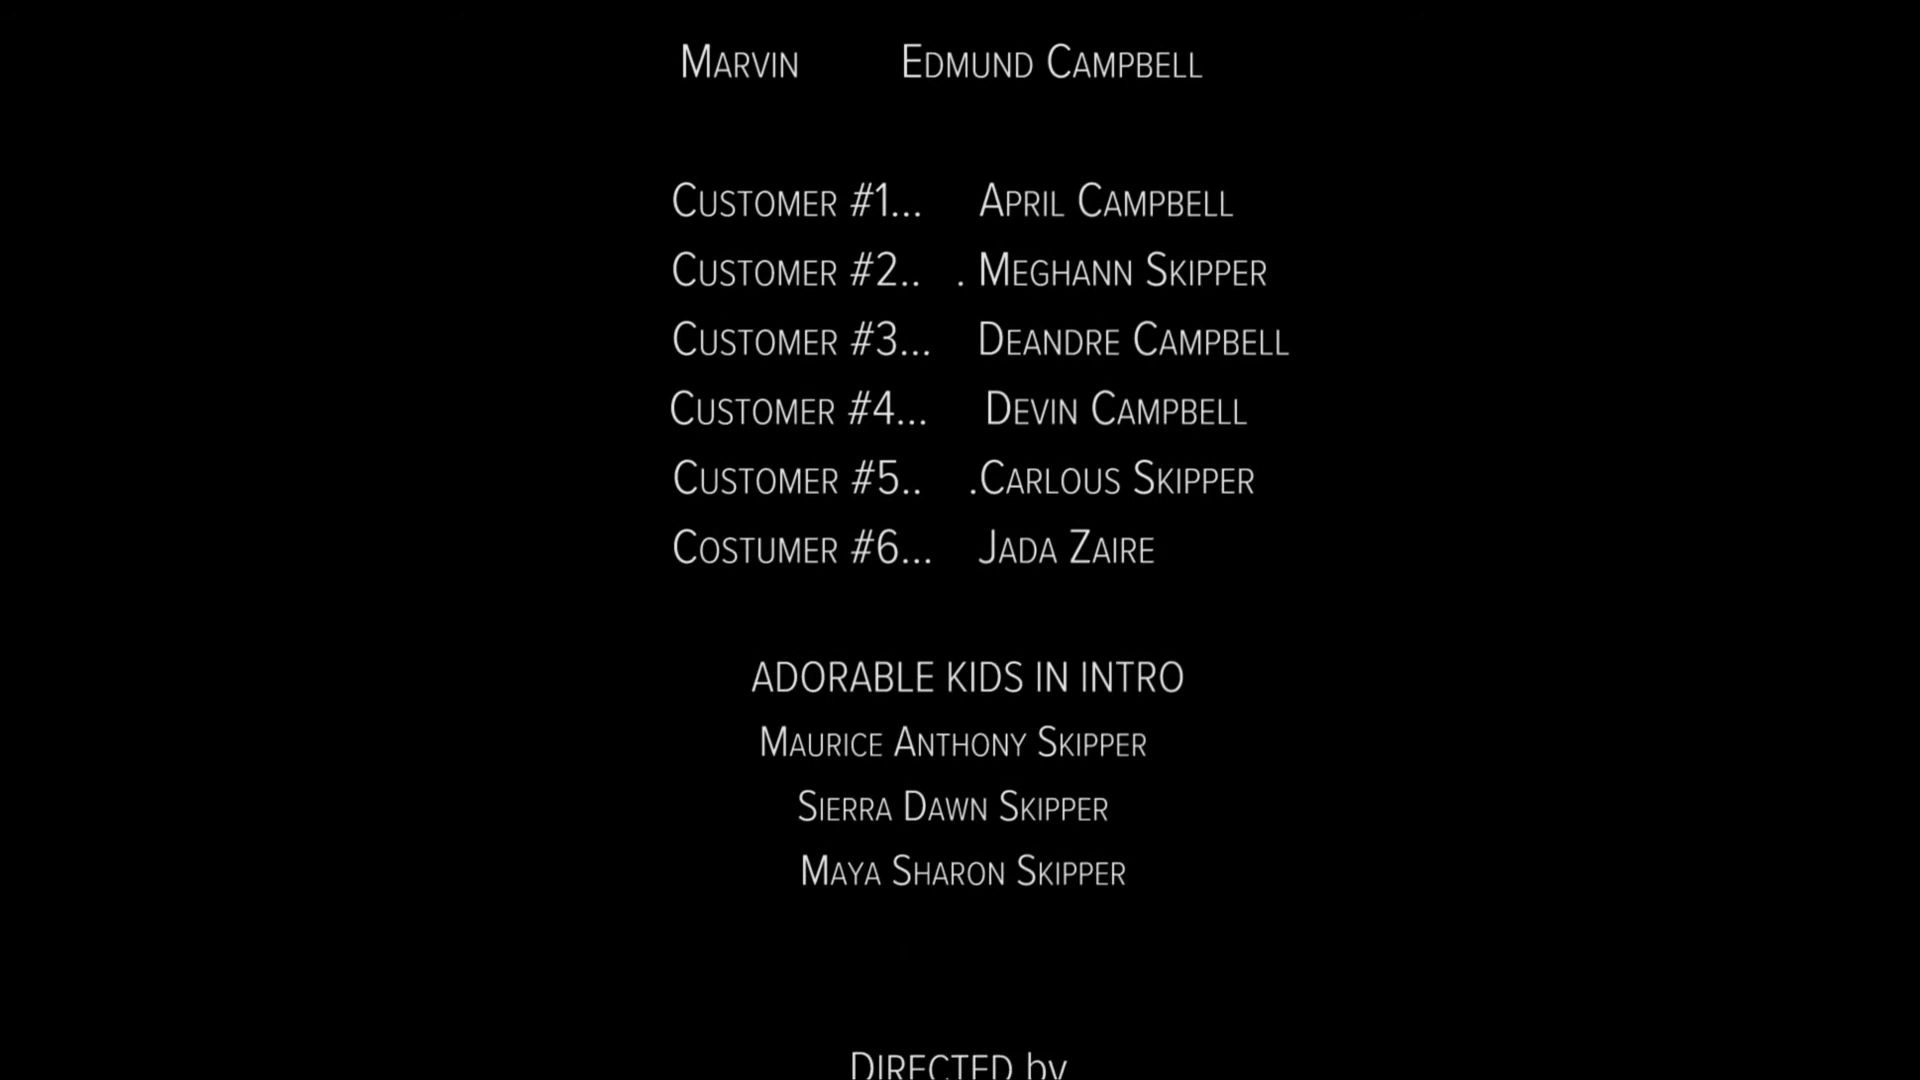 Marvin Edmund Campbell
Customer #1... April Campbell
Customer #2.. . Meghann Skipper
Customer #3... Deandre Campbell
Customer #4... Devin Campbell
Customer #5.. .Carlous Skipper
Costumer #6... Jada Zaire
ADORABLE KIDS IN INTRO
Maurice Anthony Skipper
Sierra Dawn Skipper
Maya Sharon Skipper
DIRECTED by